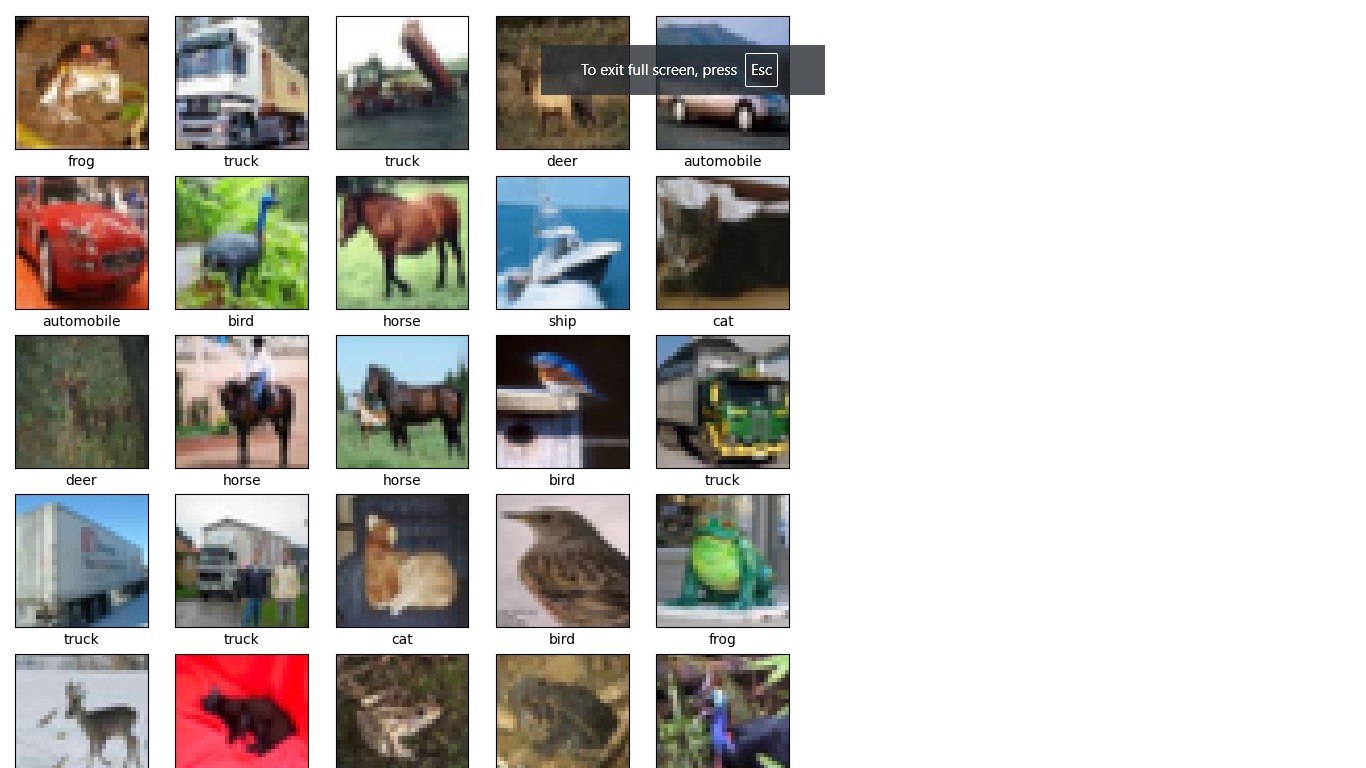 To exit full screen, press Esc
frog truck truck deer automobile
automobile bird horse ship cat
deer horse horse bird truck
truck truck cat bird frog